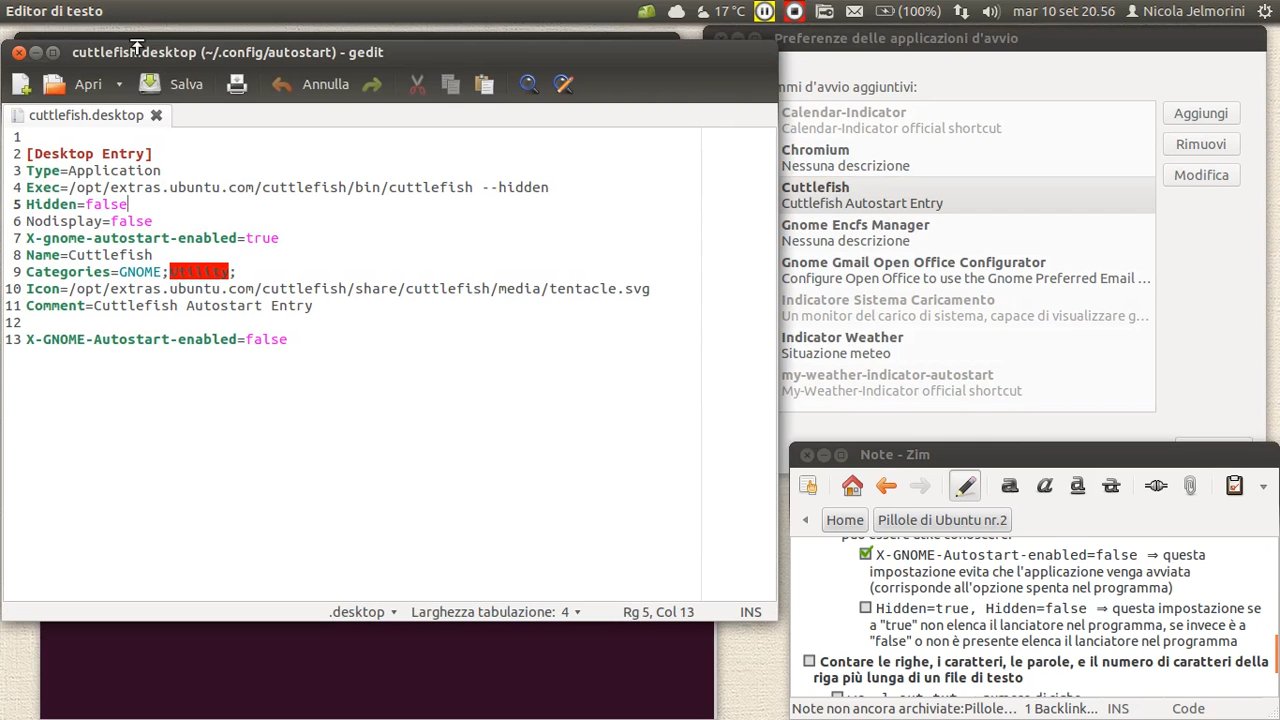 Editor di testo
17 °C
(100%)
mar 10 set 20.56
Nicola Jelmorini
cuttlefish.desktop (~/.config/autostart) - gedit
Apri
Salva
Annulla
cuttlefish.desktop
1
2 [Desktop Entry]
3 Type=Application
4 Exec=/opt/extras.ubuntu.com/cuttlefish/bin/cuttlefish --hidden
5 Hidden=false
6 Nodisplay=false
7 X-gnome-autostart-enabled=true
8 Name=Cuttlefish
9 Categories=GNOME;Utility;
10 Icon=/opt/extras.ubuntu.com/cuttlefish/share/cuttlefish/media/tentacle.svg
11 Comment=Cuttlefish Autostart Entry
12
13 X-GNOME-Autostart-enabled=false
.desktop
Larghezza tabulazione: 4
Rg 5, Col 13
INS
Preferenze delle applicazioni d'avvio
mmi d'avvio aggiuntivi:
Calendar-Indicator
Calendar-Indicator official shortcut
Chromium
Nessuna descrizione
Cuttlefish
Cuttlefish Autostart Entry
Gnome Encfs Manager
Nessuna descrizione
Gnome Gmail Open Office Configurator
Configure Open Office to use the Gnome Preferred Email ...
Indicatore Sistema Caricamento
Un monitor del carico di sistema, capace di visualizzare g...
Indicator Weather
Situazione meteo
my-weather-indicator-autostart
My-Weather-Indicator official shortcut
Aggiungi
Rimuovi
Modifica
Note - Zim
Home
Pillole di Ubuntu nr.2
X-GNOME-Autostart-enabled=false ⇒ questa
impostazione evita che l'applicazione venga avviata
(corrisponde all'opzione spenta nel programma)
Hidden=true, Hidden=false ⇒ questa impostazione se
a "true" non elenca il lanciatore nel programma, se invece è a
"false" o non è presente elenca il lanciatore nel programma
Contare le righe, i caratteri, le parole, e il numero di caratteri della
riga più lunga di un file di testo
Note non ancora archiviate:Pillole...
1 Backlink...
INS
Code